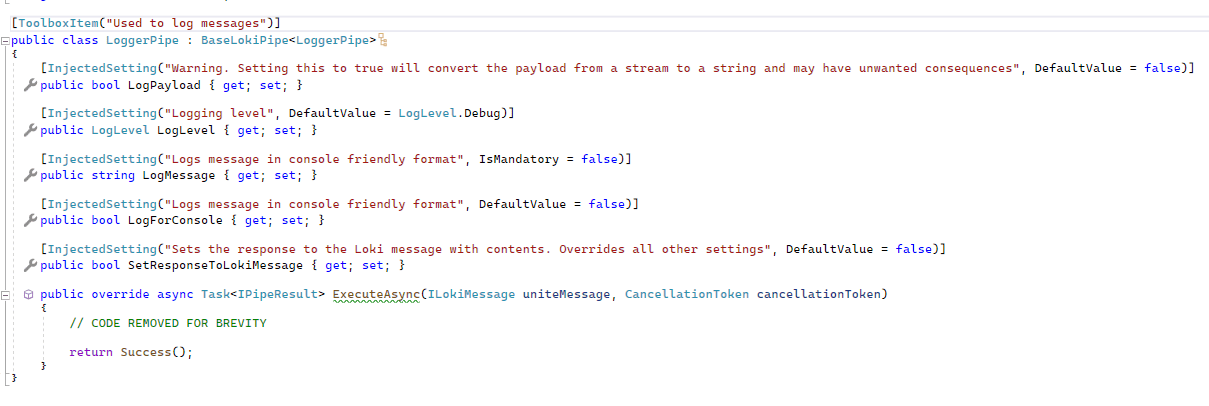 [ToolboxItem("Used to log messages")]
public class LoggerPipe : BaseLokiPipe<LoggerPipe>
{
[InjectedSetting("Warning. Setting this to true will convert the payload from a stream to a string and may have unwanted consequences", DefaultValue = false)]
public bool LogPayload { get; set; }
[InjectedSetting("Logging level", DefaultValue = LogLevel.Debug)]
public LogLevel LogLevel { get; set; }
[InjectedSetting("Logs message in console friendly format", IsMandatory = false)]
public string LogMessage { get; set; }
[InjectedSetting("Logs message in console friendly format", DefaultValue = false)]
public bool LogForConsole { get; set; }
[InjectedSetting("Sets the response to the Loki message with contents. Overrides all other settings", DefaultValue = false)]
public bool SetResponseToLokiMessage { get; set; }
public override async Task<IPipeResult> ExecuteAsync(ILokiMessage uniteMessage, CancellationToken cancellationToken)
{
// CODE REMOVED FOR BREVITY
return Success();
}
}